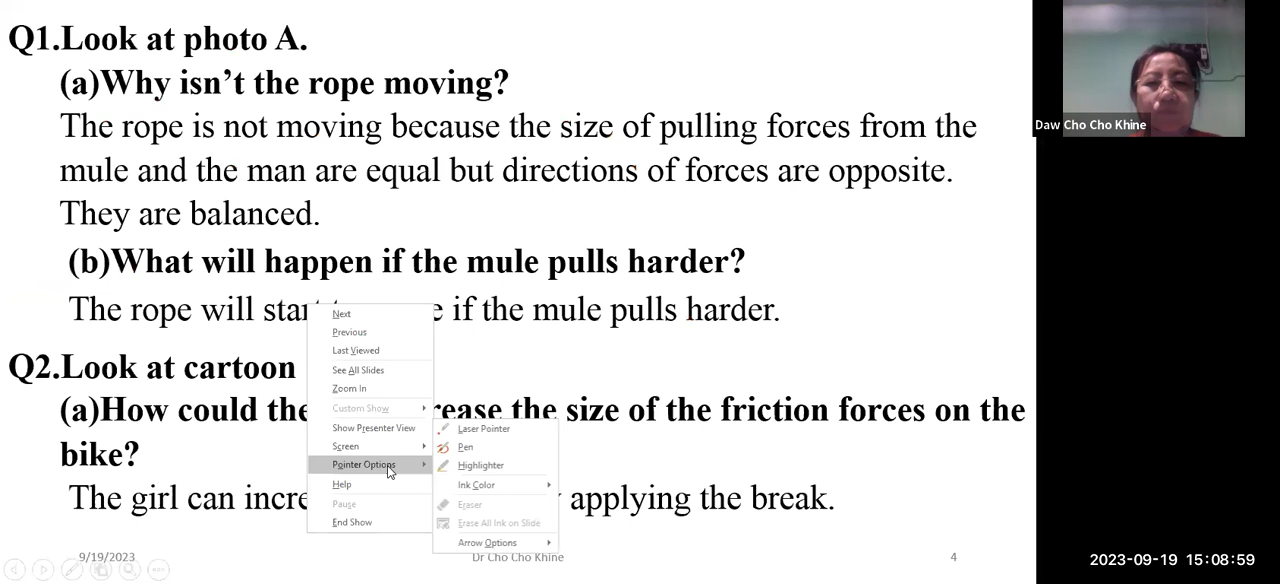 Q1.Look at photo A.
(a)Why isn't the rope moving?
The rope is not moving because the size of pulling forces from the
mule and the man are equal but directions of forces are opposite.
They are balanced.
(b)What will happen if the mule pulls harder?
The rope will star e if the mule pulls harder.
Q2.Look at cartoon
(a)How could the rease the size of the friction forces on the
bike?
The girl can incre applying the break.
Next
Previous
Last Viewed
See All Slides
Zoom In
Custom Show
Show Presenter View
Screen
Pointer Options
Help
Pause
End Show
Laser Pointer
Pen
Highlighter
Ink Color
Eraser
Erase All Ink on Slide
Arrow Options
9/19/2023
Dr Cho Cho Khine
4
Daw Cho Cho Khine
2023-09-19 15:08:59